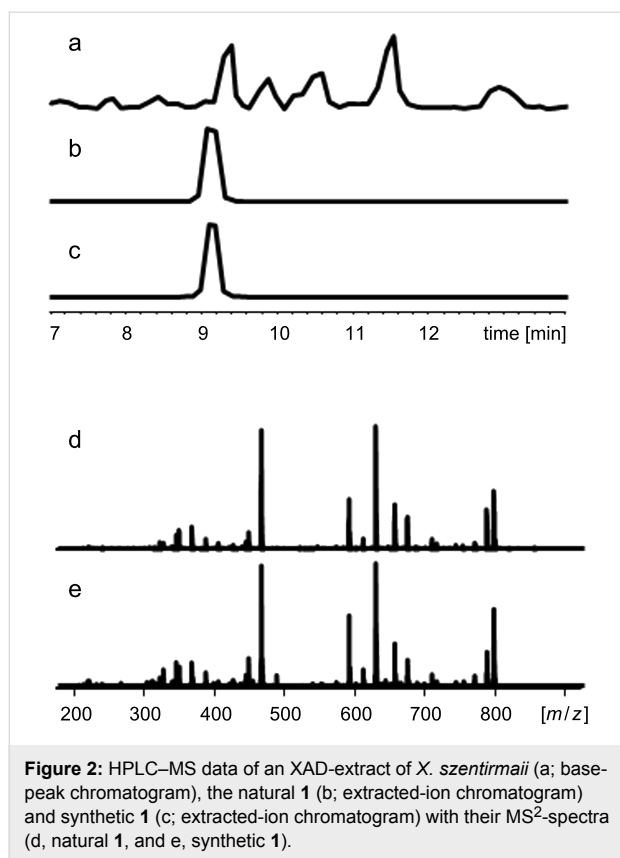 a
b
c
7 8 9 10 11 12 time [min]
d
e
200 300 400 500 600 700 800 [m/z]
Figure 2: HPLC–MS data of an XAD-extract of X. szentirmaii (a; base-
peak chromatogram), the natural 1 (b; extracted-ion chromatogram)
and synthetic 1 (c; extracted-ion chromatogram) with their MS²-spectra
(d, natural 1, and e, synthetic 1).